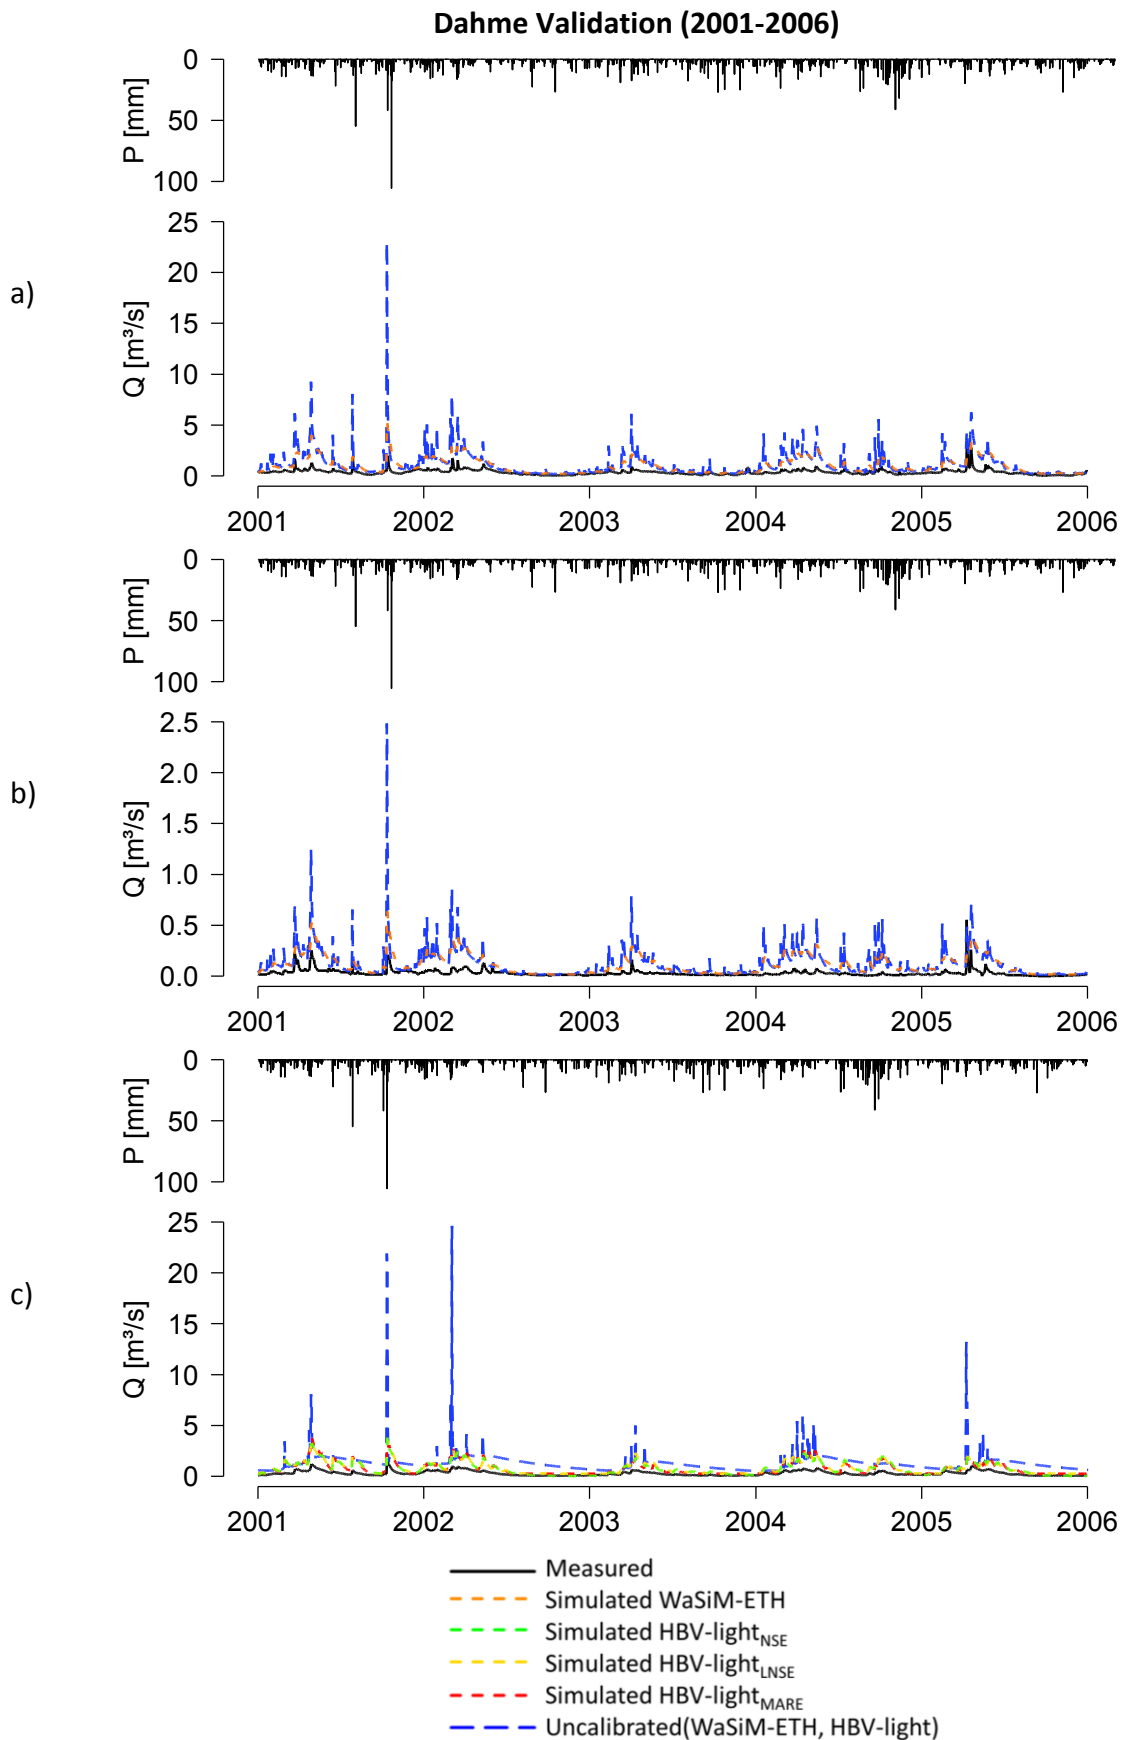 Dahme Validation (2001-2006)
0
50
100
P [mm]
25
20
15
10
5
0
Q [m³/s]
a)
2001 2002 2003 2004 2005 2006
0
50
100
P [mm]
2.5
2.0
1.5
1.0
0.5
0.0
Q [m³/s]
b)
2001 2002 2003 2004 2005 2006
0
50
100
P [mm]
25
20
15
10
5
0
Q [m³/s]
c)
2001 2002 2003 2004 2005 2006
Measured
Simulated WaSiM-ETH
Simulated HBV-lightNSE
Simulated HBV-lightLNSE
Simulated HBV-lightMARE
Uncalibrated(WaSiM-ETH, HBV-light)